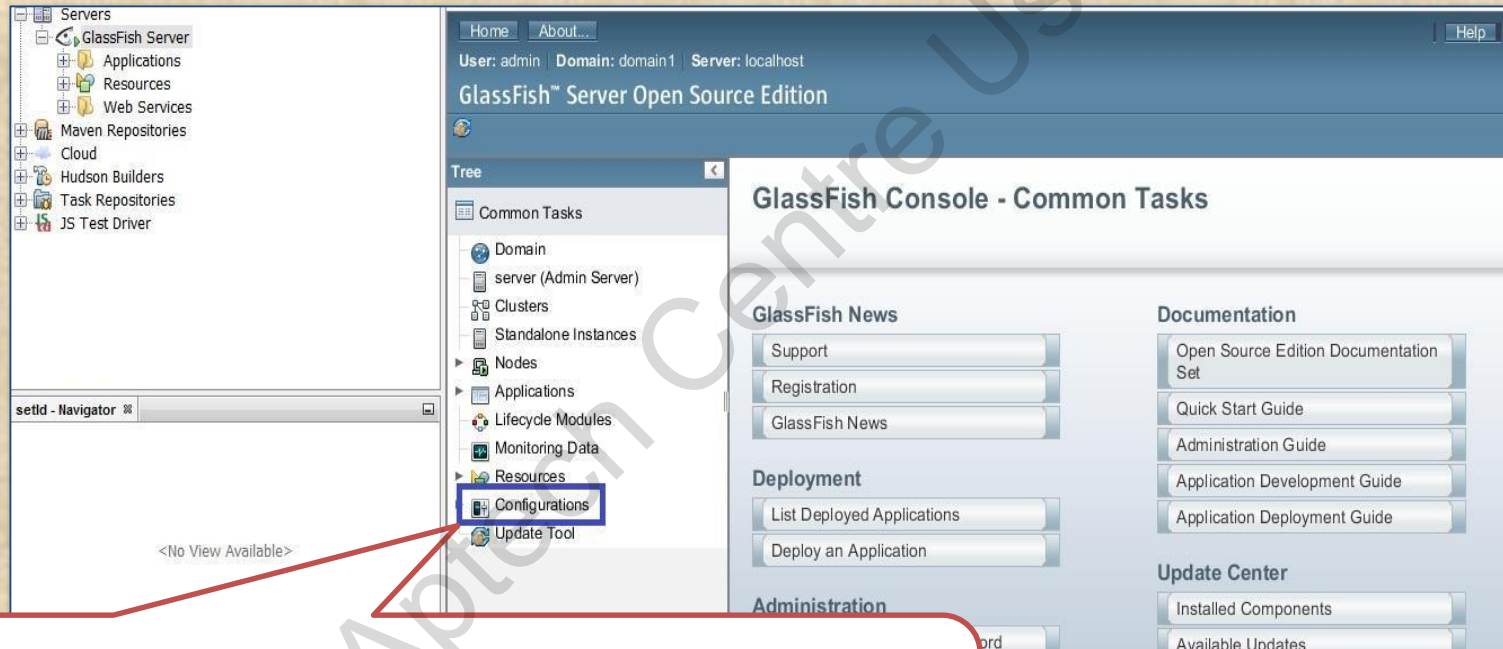 Servers
GlassFish Server
Applications
Resources
Web Services
Maven Repositories
Cloud
Hudson Builders
Task Repositories
JS Test Driver
setId - Navigator
<No View Available>
Home About...
Help
User: admin Domain: domain1 Server: localhost
GlassFish™ Server Open Source Edition
Tree
Common Tasks
Domain
server (Admin Server)
Clusters
Standalone Instances
Nodes
Applications
Lifecycle Modules
Monitoring Data
Resources
Configurations
Update Tool
GlassFish Console - Common Tasks
GlassFish News
Support
Registration
GlassFish News
Deployment
List Deployed Applications
Deploy an Application
Administration
Documentation
Open Source Edition Documentation
Set
Quick Start Guide
Administration Guide
Application Development Guide
Application Deployment Guide
Update Center
Installed Components
Available Updates
Aptech Centre Us